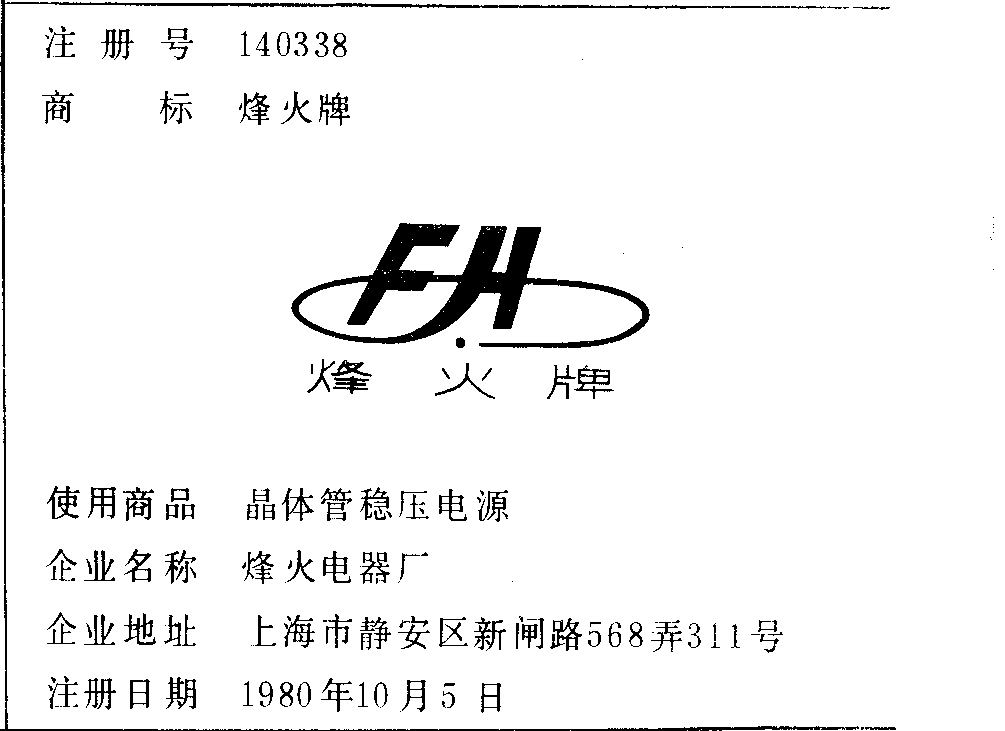 注册号 140338
商标 烽火牌
FH
烽火牌
使用商品 晶体管稳压电源
企业名称 烽火电器厂
企业地址 上海市静安区新闸路568弄311号
注册日期 1980年10月5日